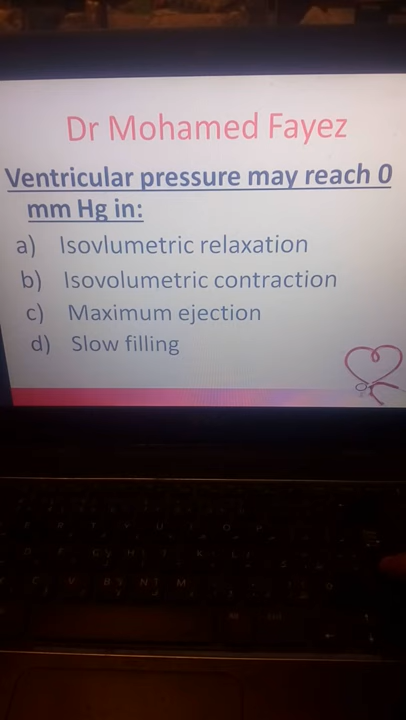 Dr Mohamed Fayez
Ventricular pressure may reach 0
mm Hg in:
a) Isovlumetric relaxation
b) Isovolumetric contraction
c) Maximum ejection
d) Slow filling